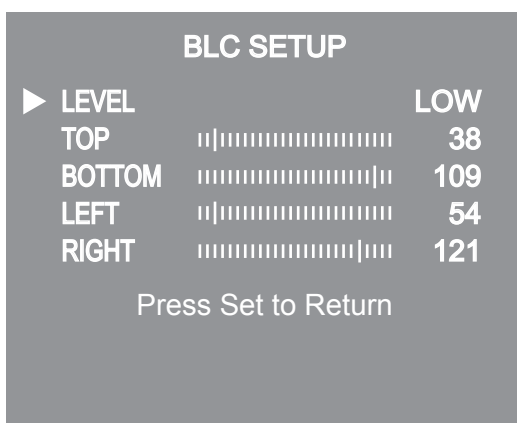 BLC SETUP
LEVEL LOW
TOP 38
BOTTOM 109
LEFT 54
RIGHT 121
Press Set to Return